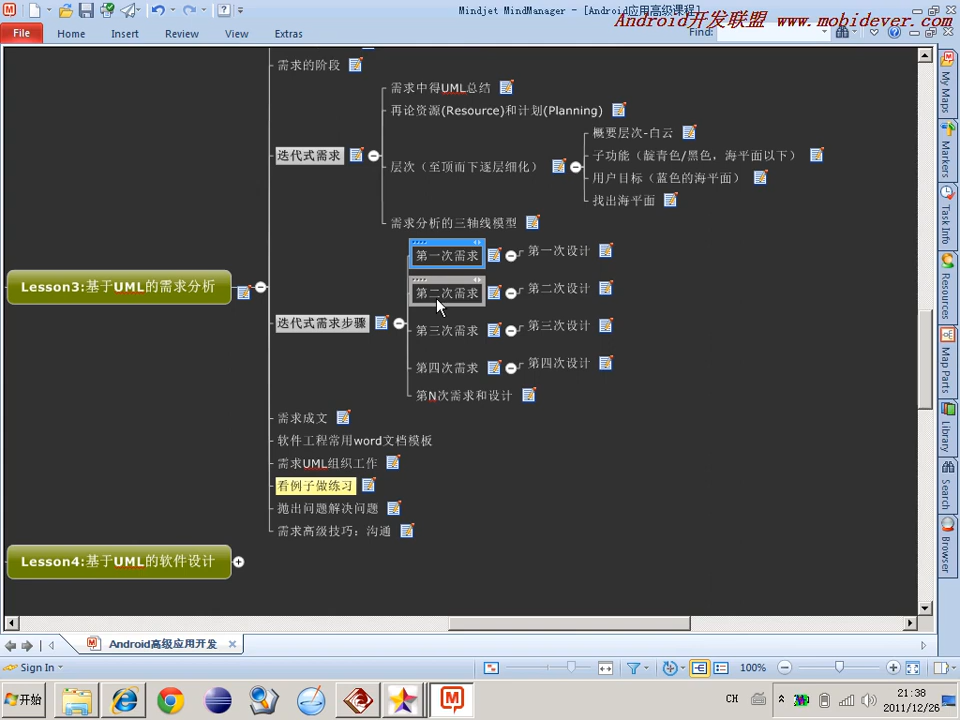 Mindjet MindManager - [Android应用高级课程]
Android开发联盟 www.mobidever.com
File Home Insert Review View Extras Find:
需求的阶段
需求中得UML总结
再论资源(Resource)和计划(Planning)
概要层次-白云
迭代式需求
子功能（靛青色/黑色，海平面以下）
层次（至顶而下逐层细化）
用户目标（蓝色的海平面）
找出海平面
需求分析的三轴线模型
第一次需求 第一次设计
Lesson3:基于UML的需求分析
第二次需求 第二次设计
迭代式需求步骤
第三次需求 第三次设计
第四次需求 第四次设计
第N次需求和设计
需求成文
软件工程常用word文档模板
需求UML组织工作
看例子做练习
抛出问题解决问题
需求高级技巧：沟通
Lesson4:基于UML的软件设计
My Maps
Markers
Task Info
Resources
Map Parts
Library
Search
Browser
Android高级应用开发
Sign In 100%
开始 CH 21:38
2011/12/26